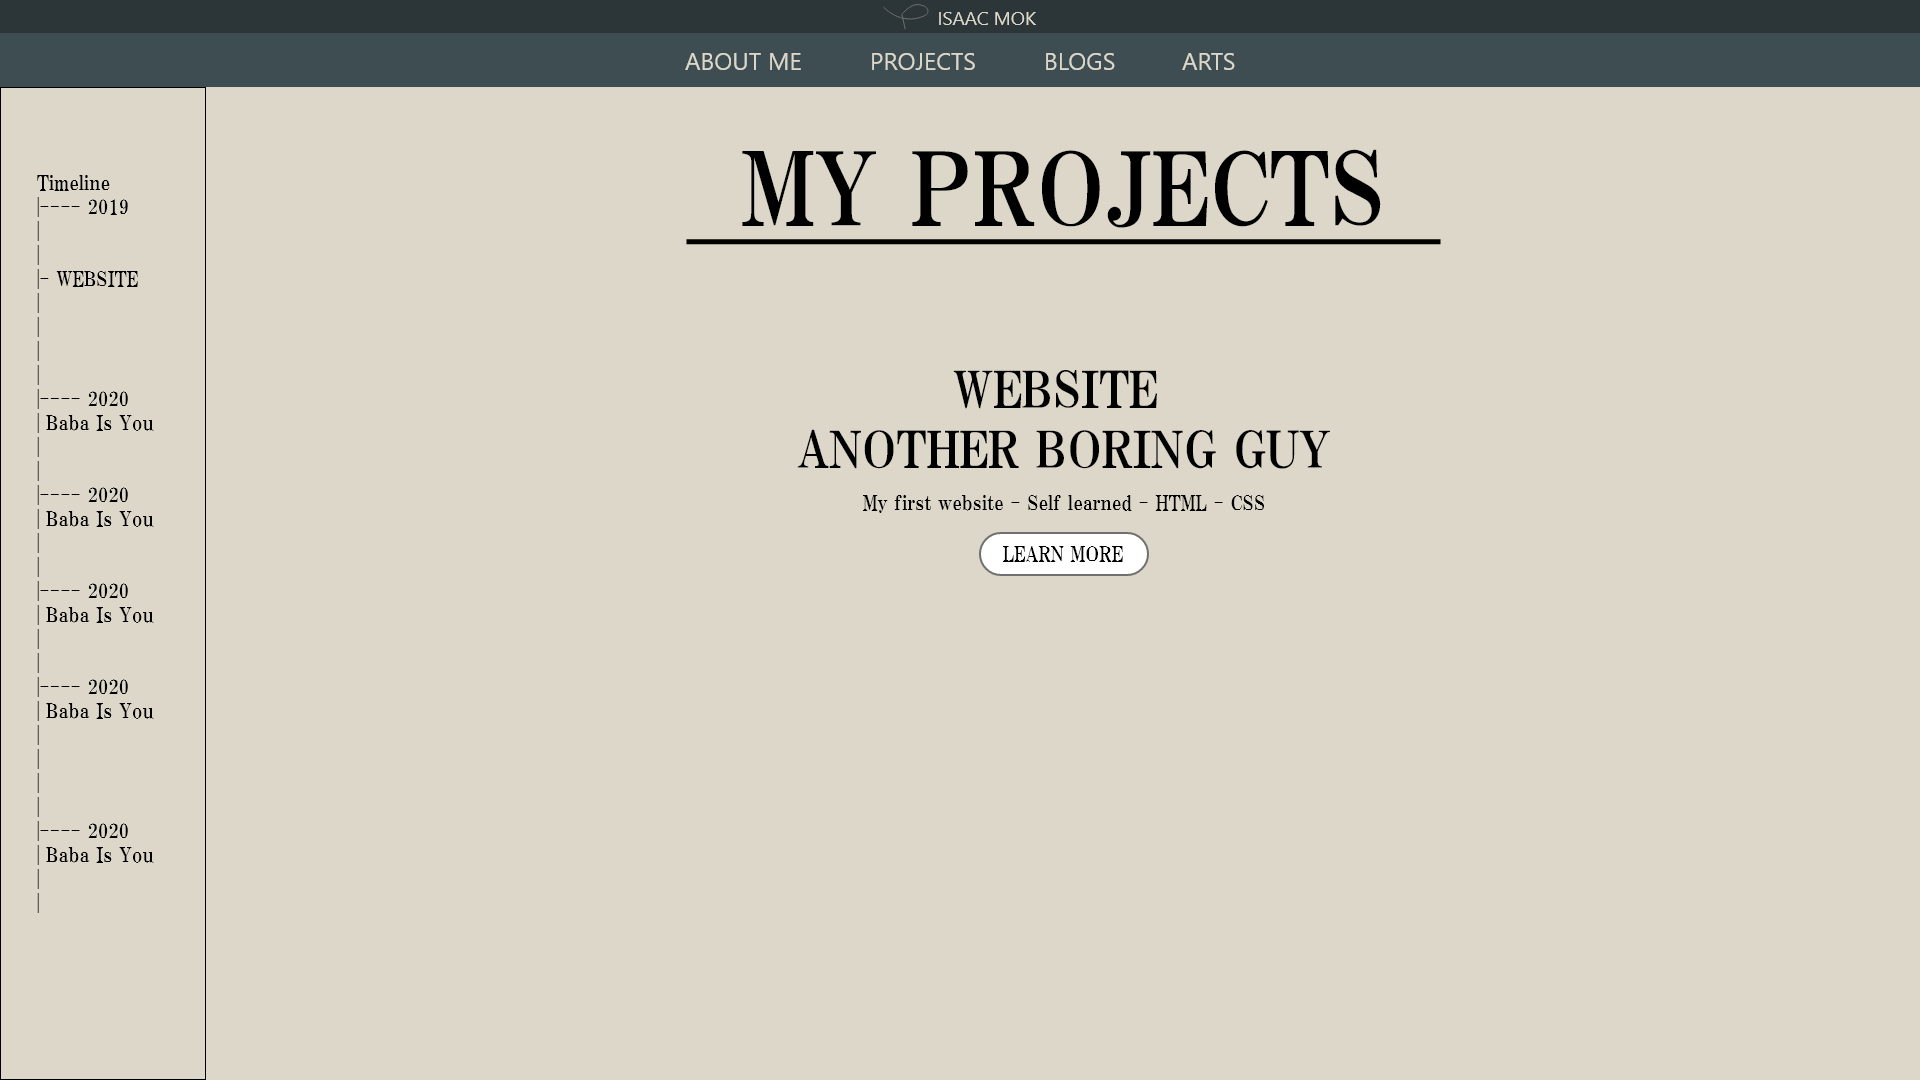 ISAAC MOK
ABOUT ME PROJECTS BLOGS ARTS
Timeline
|---- 2019
|
|
|- WEBSITE
|
|
|
|
|---- 2020
| Baba Is You
|
|
|---- 2020
| Baba Is You
|
|
|---- 2020
| Baba Is You
|
|
|---- 2020
| Baba Is You
|
|
|
|
|---- 2020
| Baba Is You
|
|
MY PROJECTS
WEBSITE
ANOTHER BORING GUY
My first website - Self learned - HTML - CSS
LEARN MORE